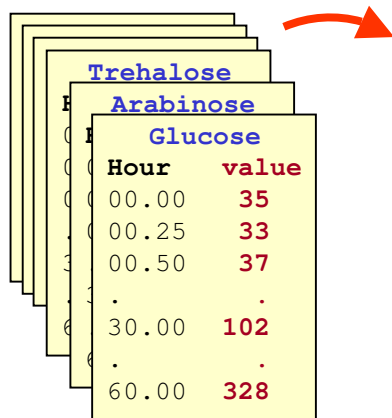 Trehalose
Arabinose
Glucose
Hour value
00.00 35
00.25 33
00.50 37
. .
30.00 102
. .
60.00 328